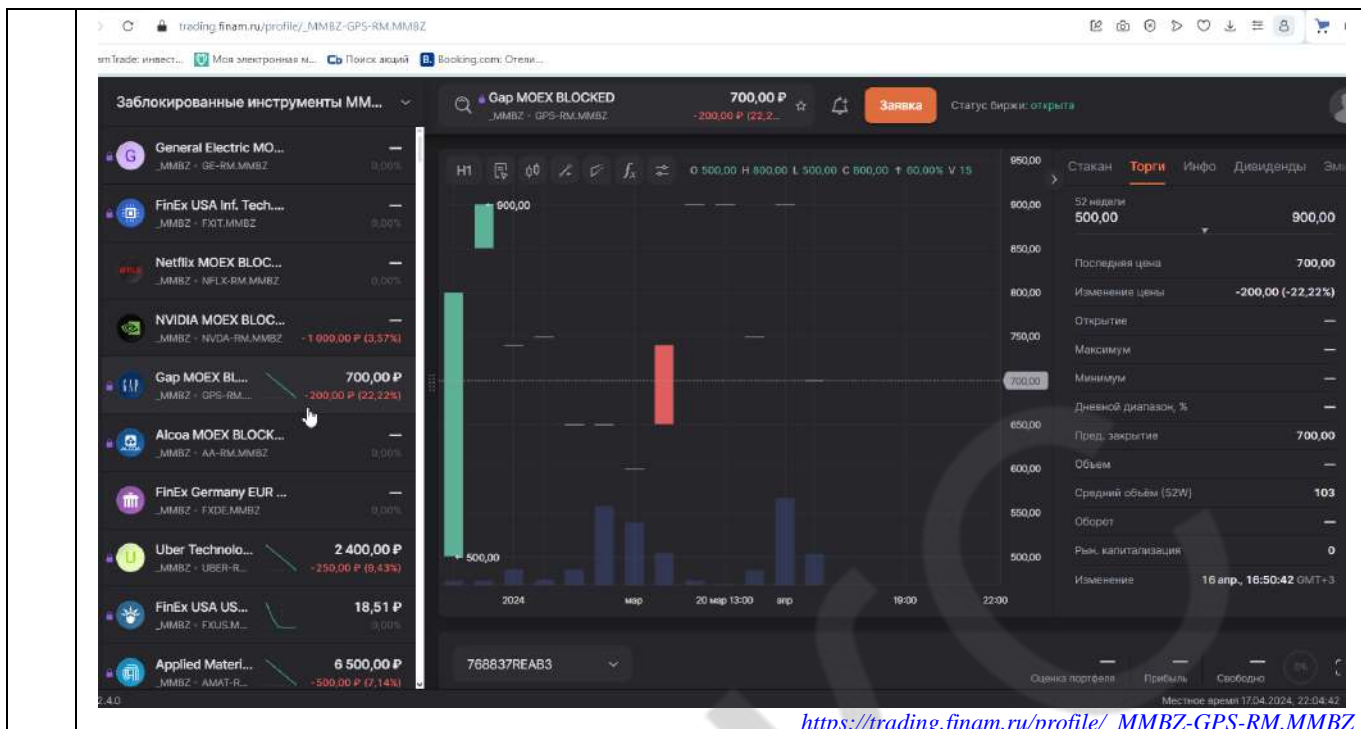 trading.finam.ru/profile/_MMBZ-GPS-RM.MMBZ
amTrade: инвест... Моя электронная м... Сb Поиск акций B. Booking.com: Отели...
Заблокированные инструменты ММ...
Gap MOEX BLOCKED 700,00 ₽ Заявка Статус биржи: открыта
_MMBZ · GPS-RM.MMBZ -200,00 ₽ (22,2...
G General Electric MO... —
_MMBZ · GE-RM.MMBZ 0,00%
FinEx USA Inf. Tech.... —
_MMBZ · FXIT.MMBZ 0,00%
Netflix MOEX BLOC... —
_MMBZ · NFLX-RM.MMBZ 0,00%
NVIDIA MOEX BLOC... —
_MMBZ · NVDA-RM.MMBZ -1 000,00 ₽ (3,57%)
GAP Gap MOEX BL... 700,00 ₽
_MMBZ · GPS-RM.... -200,00 ₽ (22,22%)
Alcoa MOEX BLOCK... —
_MMBZ · AA-RM.MMBZ 0,00%
FinEx Germany EUR ... —
_MMBZ · FXDE.MMBZ 0,00%
U Uber Technolo... 2 400,00 ₽
_MMBZ · UBER-R... -250,00 ₽ (9,43%)
FinEx USA US... 18,51 ₽
_MMBZ · FXUS.M... 0,00%
Applied Materi... 6 500,00 ₽
_MMBZ · AMAT-R... -500,00 ₽ (7,14%)
2.4.0
H1 fx O 500,00 H 800,00 L 500,00 C 800,00 ↑ 60,00% V 15
← 900,00
← 500,00
950,00
900,00
850,00
800,00
750,00
700,00
650,00
600,00
550,00
500,00
2024 мар 20 мар 13:00 апр 19:00 22:00
Стакан Торги Инфо Дивиденды Эми
52 недели
500,00 900,00
Последняя цена 700,00
Изменение цены -200,00 (-22,22%)
Открытие —
Максимум —
Минимум —
Дневной диапазон, % —
Пред. закрытие 700,00
Объем —
Средний объём (52W) 103
Оборот —
Рын. капитализация 0
Изменение 16 апр., 16:50:42 GMT+3
768837REAB3
— — — 0%
Оценка портфеля Прибыль Свободно
Местное время 17.04.2024, 22:04:42
https://trading.finam.ru/profile/_MMBZ-GPS-RM.MMBZ